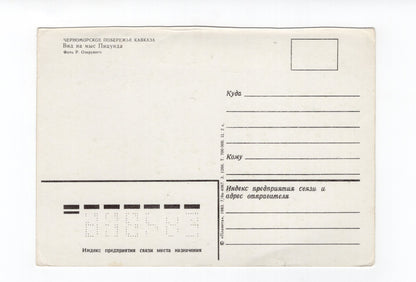 ЧЕРНОМОРСКОЕ ПОБЕРЕЖЬЕ КАВКАЗА
Вид на мыс Пицунда
Фото Р.
Куда
Кому
Индекс предприятия связи и
адрес отправителя
Индекс предприятия связи места назначения